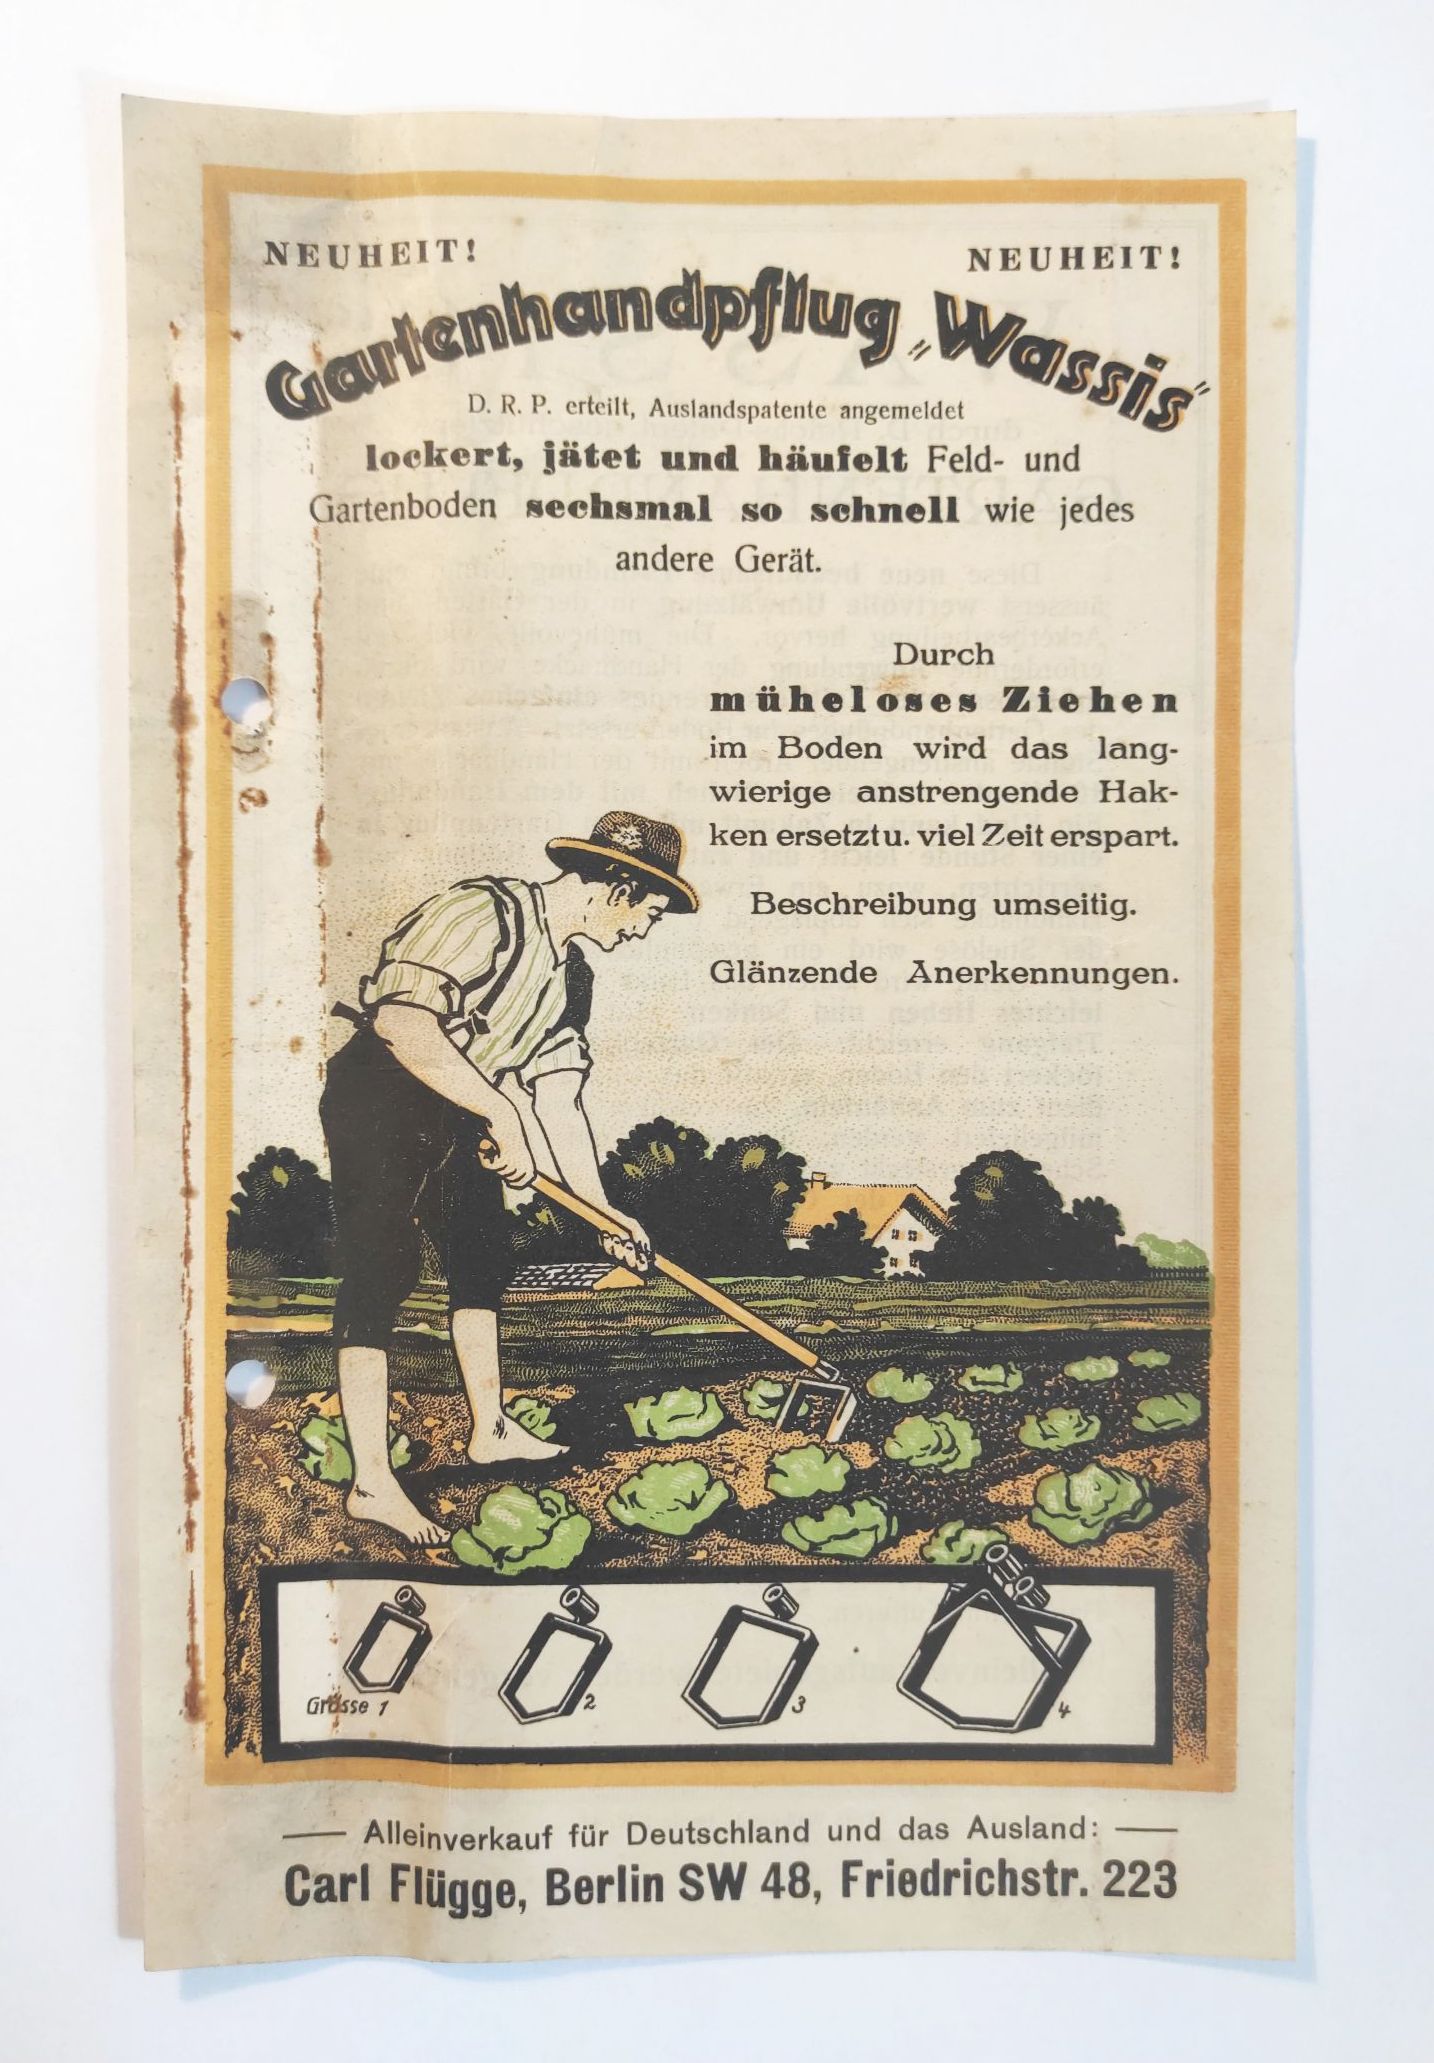 NEUHEIT! NEUHEIT!
Gartenhandpflug „Wassis“
D. R. P. erteilt, Auslandspatente angemeldet
lockert, jätet und häufelt Feld- und
Gartenboden sechsmal so schnell wie jedes
andere Gerät.
Durch
müheloses Ziehen
im Boden wird das lang-
wierige anstrengende Hak-
ken ersetzt u. viel Zeit erspart.
Beschreibung umseitig.
Glänzende Anerkennungen.
Grösse 1 2 3 4
— Alleinverkauf für Deutschland und das Ausland: —
Carl Flügge, Berlin SW 48, Friedrichstr. 223